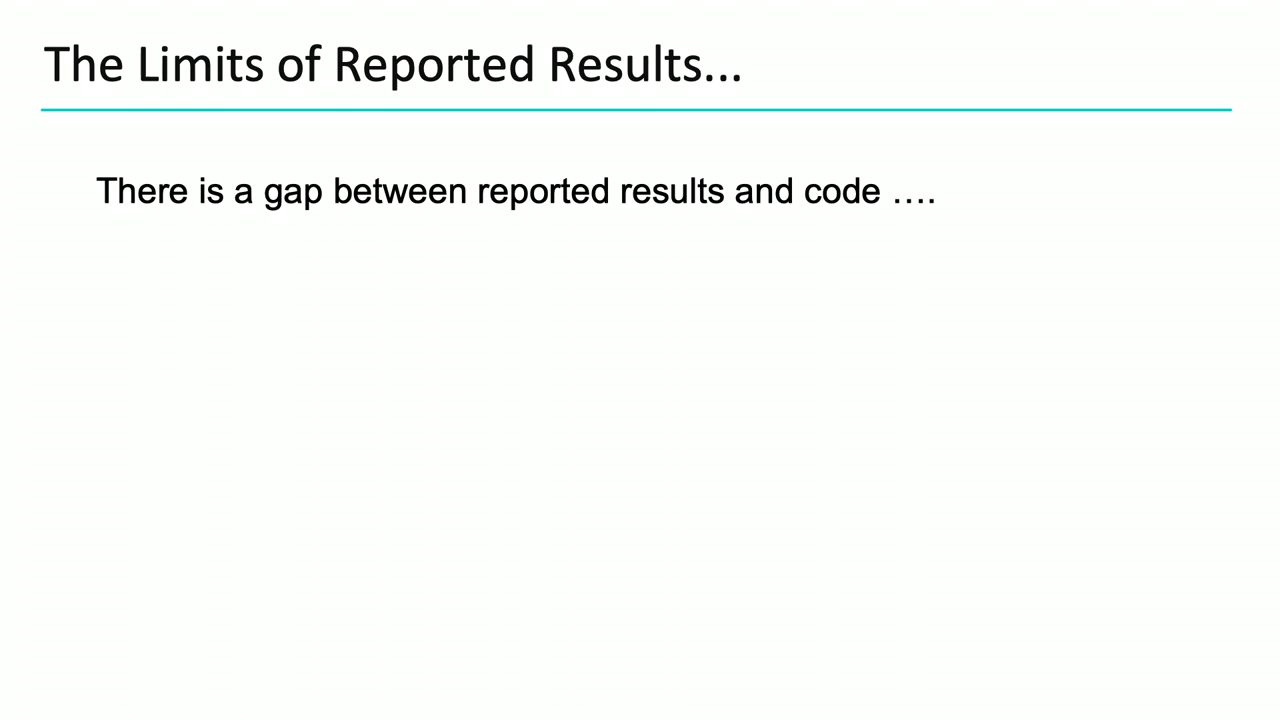 The Limits of Reported Results...
There is a gap between reported results and code ….